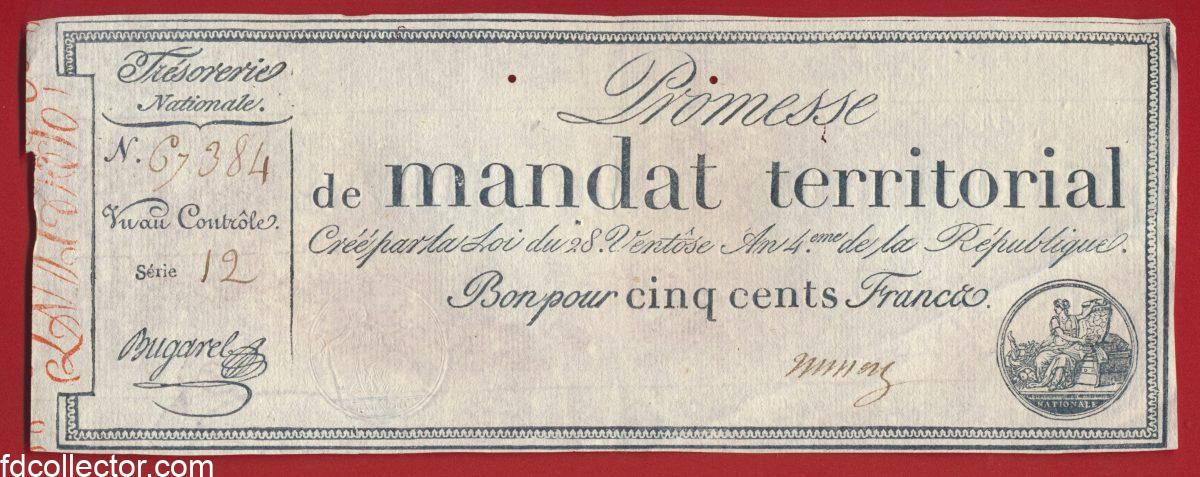 Trésorerie
Nationale.
N. 67384
Vu au Contrôle.
Série 12
Bugarel
Promesse
de mandat territorial
Créé par la Loi du 28. Ventôse An 4.eme de la République.
Bon pour cinq cents Francs.
NATIONALE
fdcollector.com